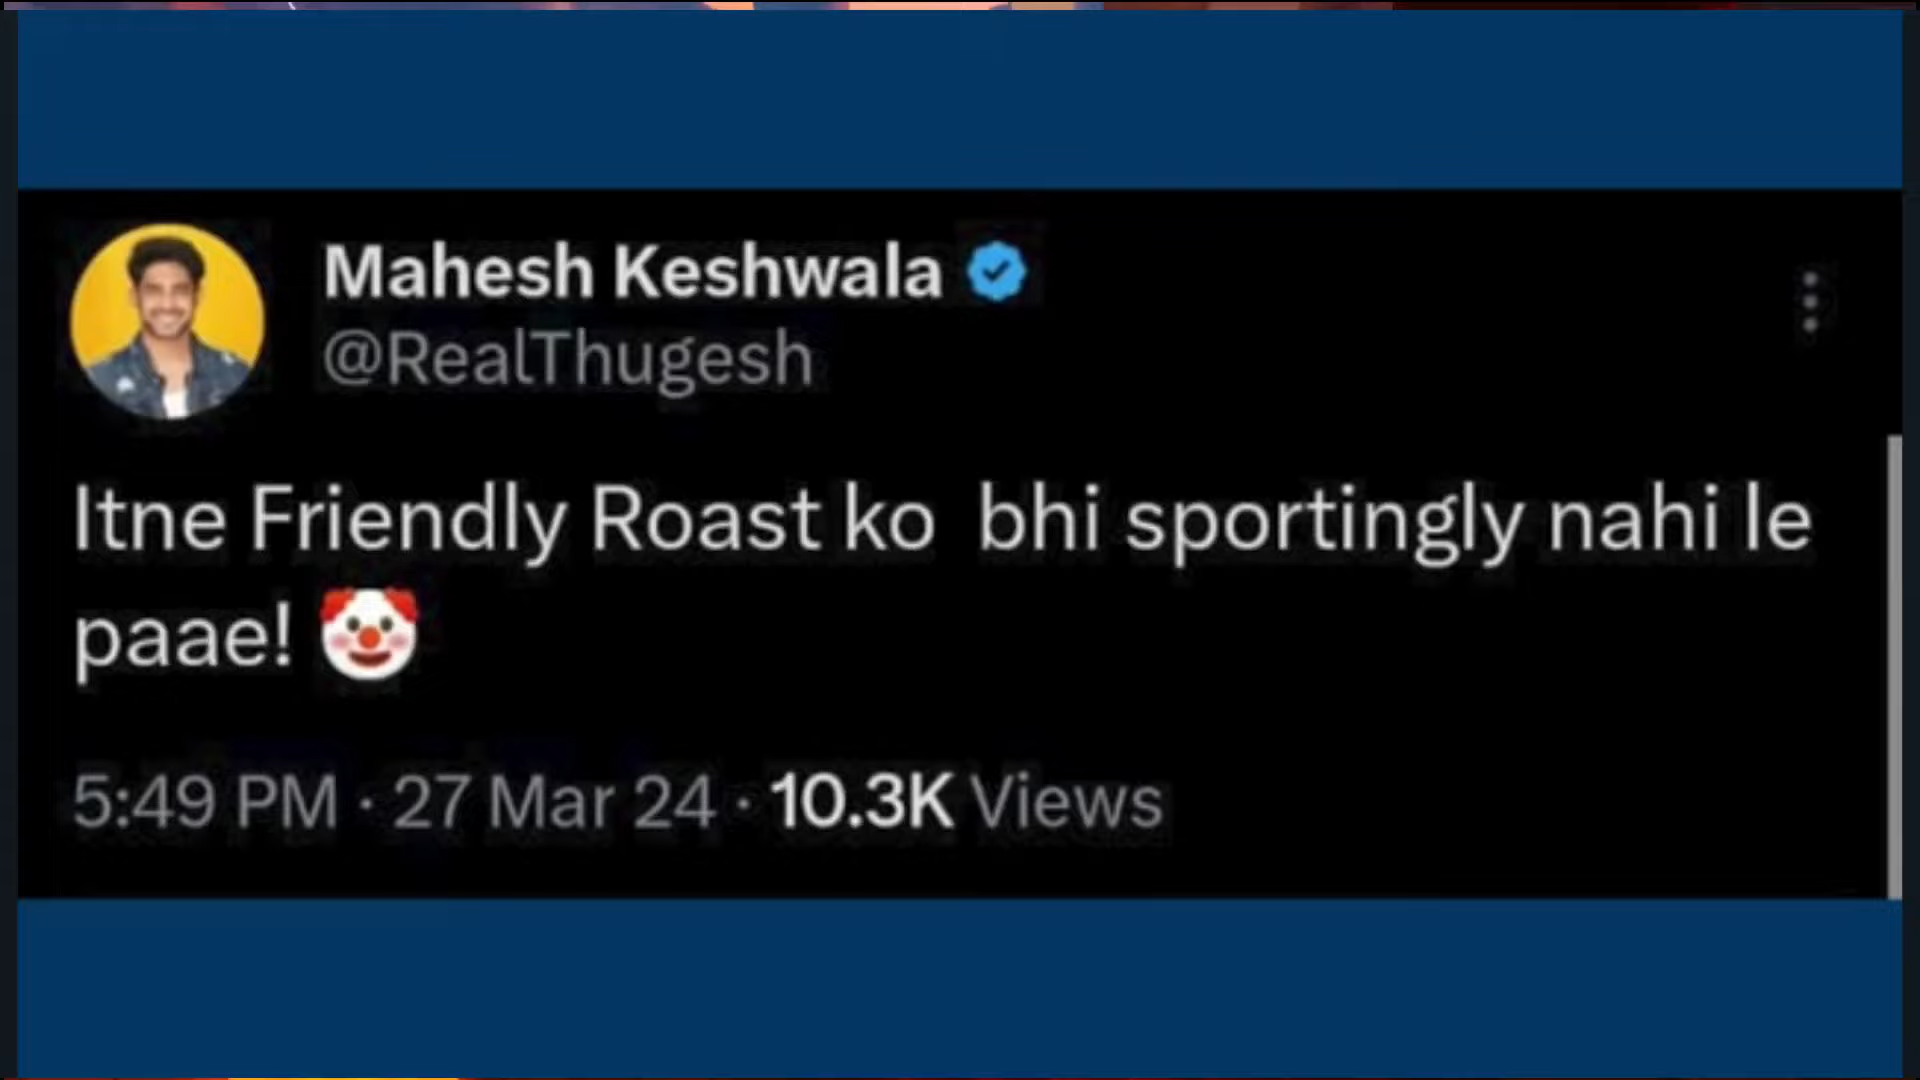 Mahesh Keshwala
@RealThugesh
Itne Friendly Roast ko bhi sportingly nahi le
paae! 🤡
5:49 PM · 27 Mar 24 · 10.3K Views